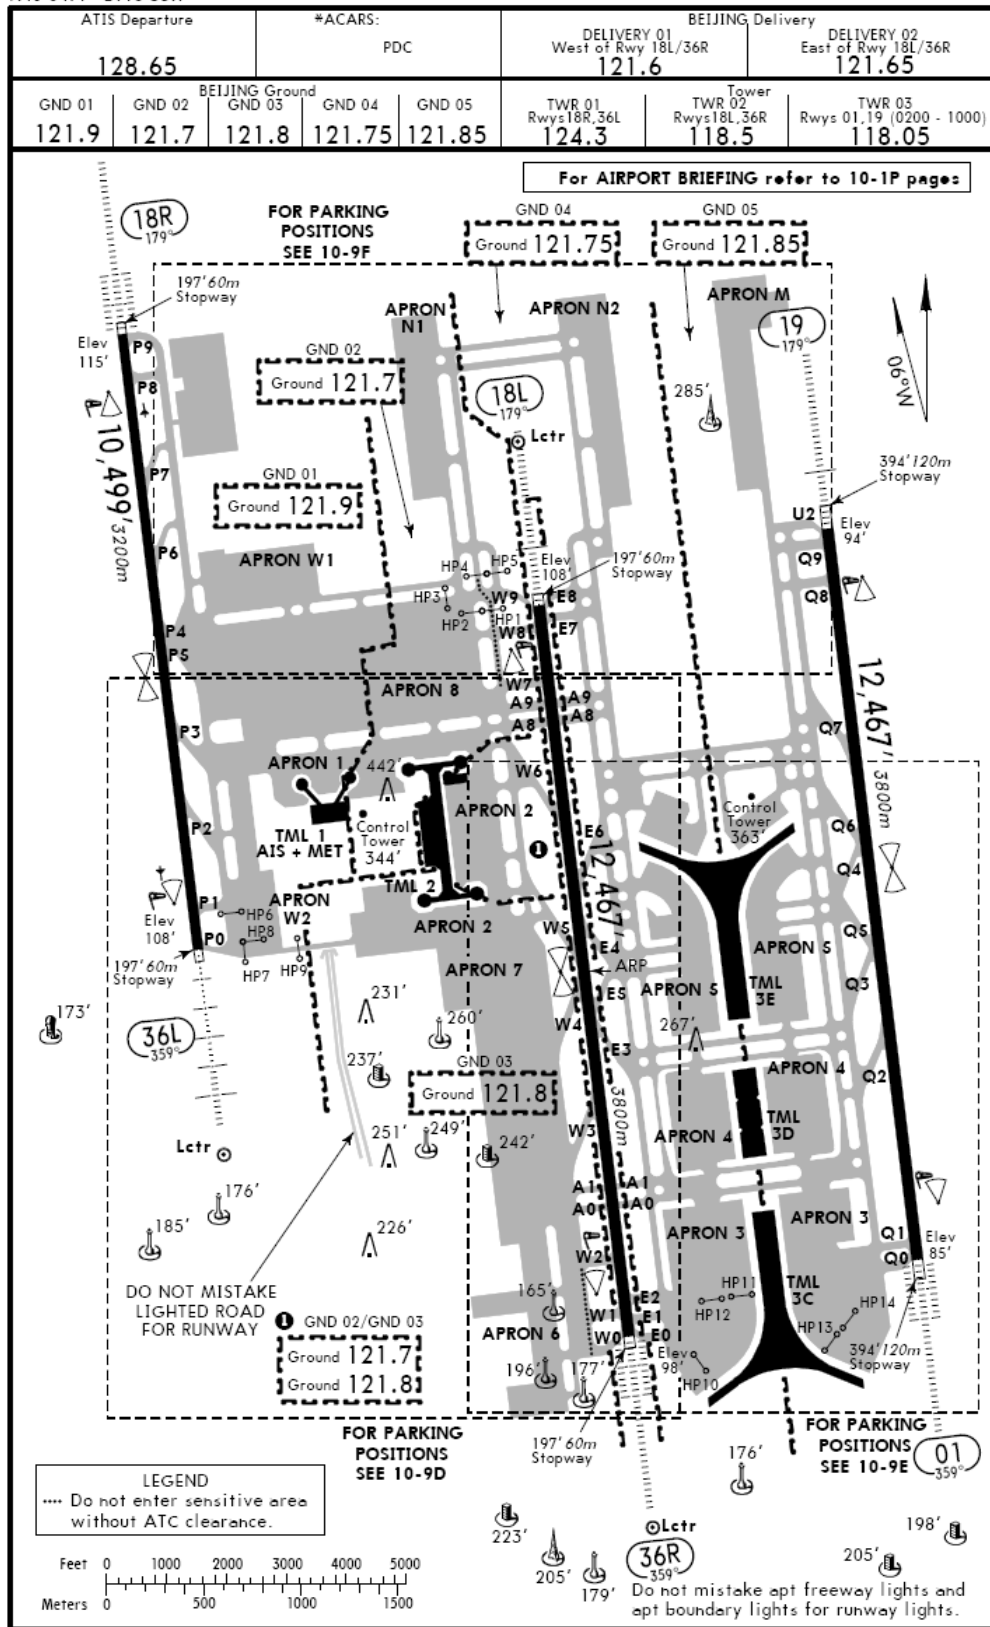 ATIS Departure
128.65
*ACARS:
PDC
BEIJING Delivery
DELIVERY 01
West of Rwy 18L/36R
121.6
DELIVERY 02
East of Rwy 18L/36R
121.65
BEIJING Ground
GND 01
121.9
GND 02
121.7
GND 03
121.8
GND 04
121.75
GND 05
121.85
Tower
TWR 01
Rwys18R,36L
124.3
TWR 02
Rwys18L,36R
118.5
TWR 03
Rwys 01,19 (0200 - 1000)
118.05
For AIRPORT BRIEFING refer to 10-1P pages
18R
179°
FOR PARKING
POSITIONS
SEE 10-9F
GND 04
Ground 121.75
GND 05
Ground 121.85
197'60m
Stopway
Elev
115'
P9
P8
APRON
N1
APRON N2
APRON M
19
179°
06°W
GND 02
Ground 121.7
18L
179°
Lctr
285'
10,499'
3200m
P7
GND 01
Ground 121.9
394'120m
Stopway
U2
Elev
94'
P6
APRON W1
HP4
HP5
HP3
HP2
HP1
Elev
108'
197'60m
Stopway
W9
E8
W8
E7
Q9
Q8
P4
P5
12,467'
3800m
APRON 8
W7
A9
A8
A9
A8
Q7
P3
APRON 1
442'
W6
APRON 2
P2
TML 1
AIS + MET
Control
Tower
344'
TML 2
E6
12,467'
3800m
Control
Tower
363'
Q6
Q4
❶
P1
Elev
108'
P0
HP6
HP8
HP7
HP9
APRON
W2
APRON 2
W5
E4
APRON 5
Q5
197'60m
Stopway
APRON 7
ARP
E5
APRON 5
TML
3E
Q3
173'
36L
359°
231'
260'
W4
267'
237'
GND 03
Ground 121.8
E3
APRON 4
Q2
Lctr
251'
249'
242'
W3
APRON 4
TML
3D
176'
185'
226'
A1
A0
A1
A0
APRON 3
APRON 3
Q1
Q0
Elev
85'
DO NOT MISTAKE
LIGHTED ROAD
FOR RUNWAY
W2
165'
E2
HP11
HP12
TML
3C
HP14
HP13
❶ GND 02/GND 03
Ground 121.7
Ground 121.8
APRON 6
W1
W0
E1
E0
Elev
98'
HP10
394'120m
Stopway
196'
177'
FOR PARKING
POSITIONS
SEE 10-9D
197'60m
Stopway
FOR PARKING
POSITIONS
SEE 10-9E
01
359°
176'
LEGEND
···· Do not enter sensitive area
without ATC clearance.
223'
205'
179'
Lctr
36R
359°
198'
205'
Feet 0 1000 2000 3000 4000 5000
Meters 0 500 1000 1500
Do not mistake apt freeway lights and
apt boundary lights for runway lights.